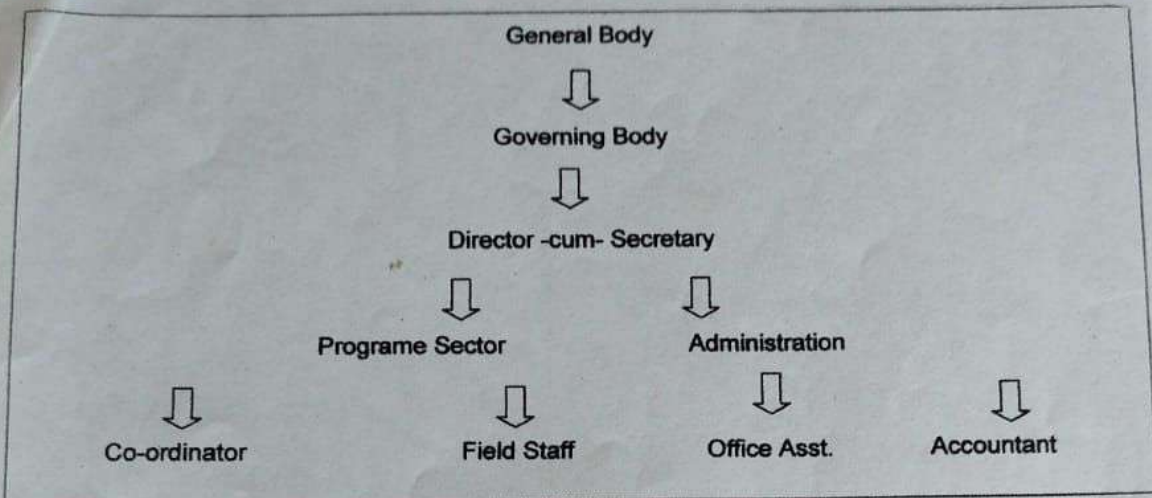 General Body
Governing Body
Director -cum- Secretary
Programe Sector Administration
Co-ordinator Field Staff Office Asst. Accountant